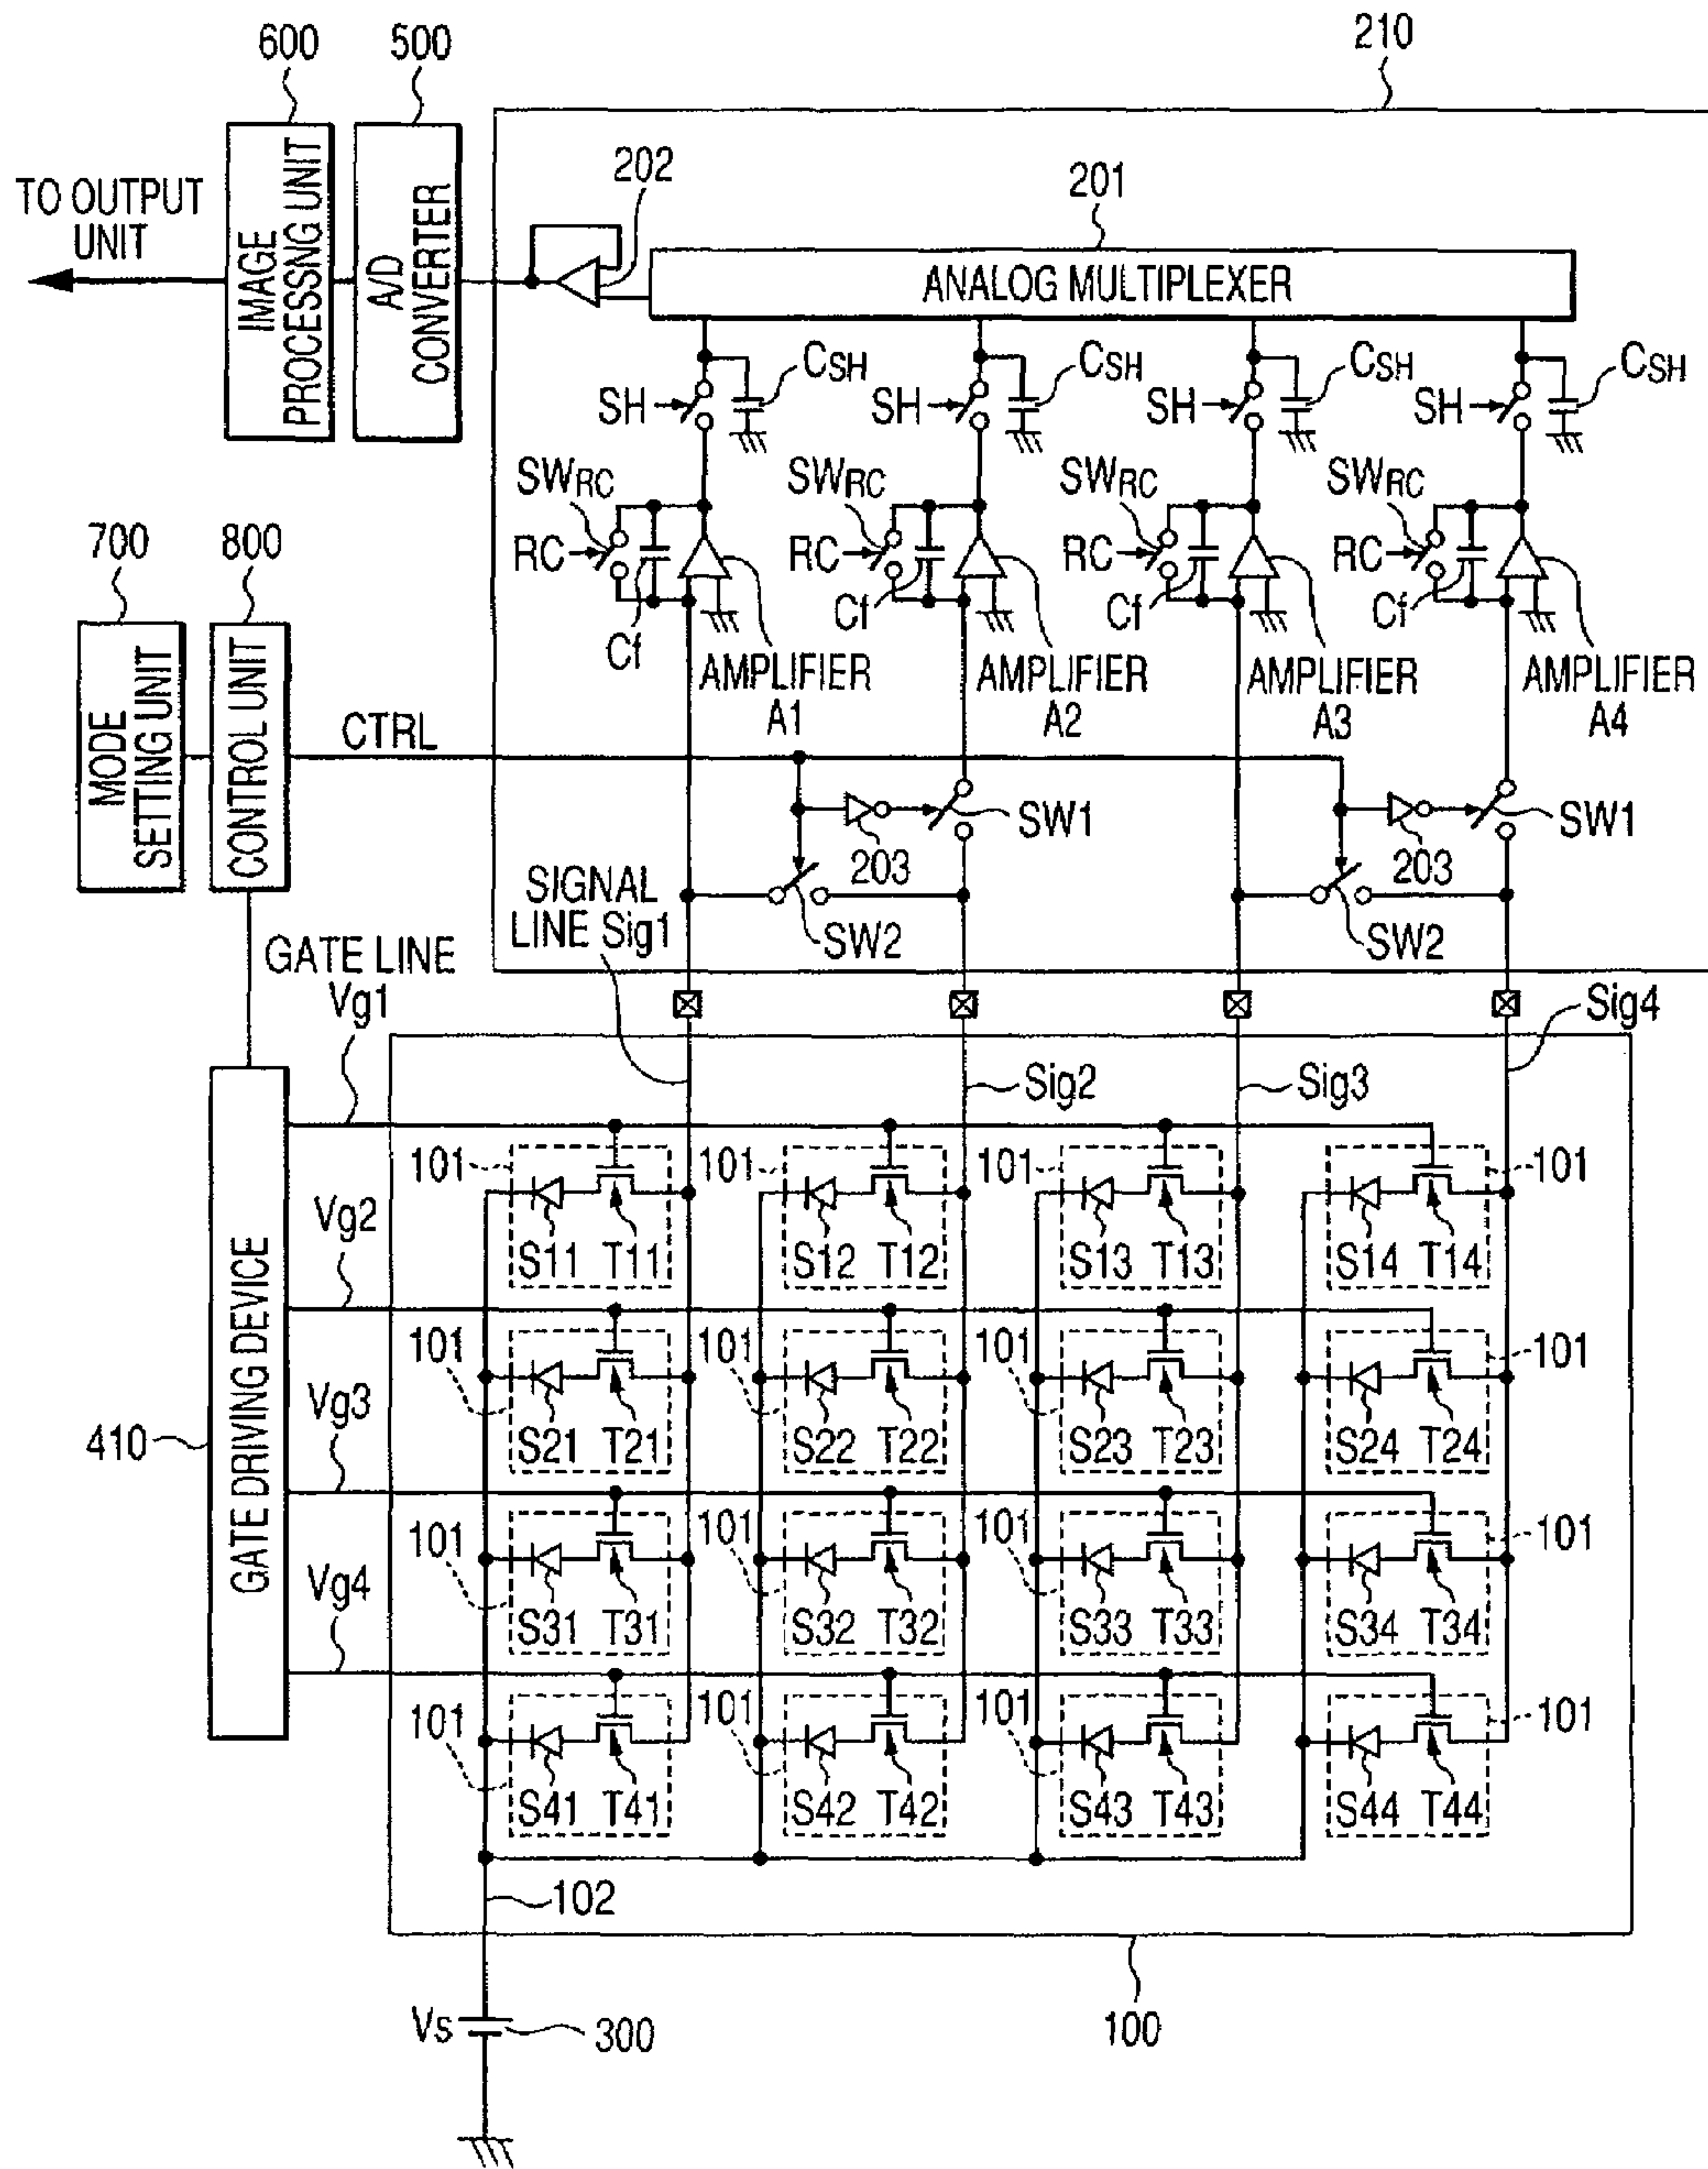 600
500
210
TO OUTPUT
UNIT
IMAGE
PROCESSNG UNIT
A/D
CONVERTER
202
201
ANALOG MULTIPLEXER
SH
CSH
SH
CSH
SH
CSH
SH
CSH
SWRC
SWRC
SWRC
SWRC
RC
RC
RC
RC
Cf
Cf
Cf
Cf
AMPLIFIER
A1
AMPLIFIER
A2
AMPLIFIER
A3
AMPLIFIER
A4
700
800
MODE
SETTING UNIT
CONTROL UNIT
CTRL
203
SW1
203
SW1
SW2
SW2
SIGNAL
LINE Sig1
GATE LINE
Vg1
Sig4
Sig2
Sig3
101
101
101
101
S11 T11
S12 T12
S13 T13
S14 T14
Vg2
101
101
101
101
S21 T21
S22 T22
S23 T23
S24 T24
Vg3
410
GATE DRIVING DEVICE
101
101
101
101
S31 T31
S32 T32
S33 T33
S34 T34
Vg4
101
101
101
101
S41 T41
S42 T42
S43 T43
S44 T44
102
100
Vs
300